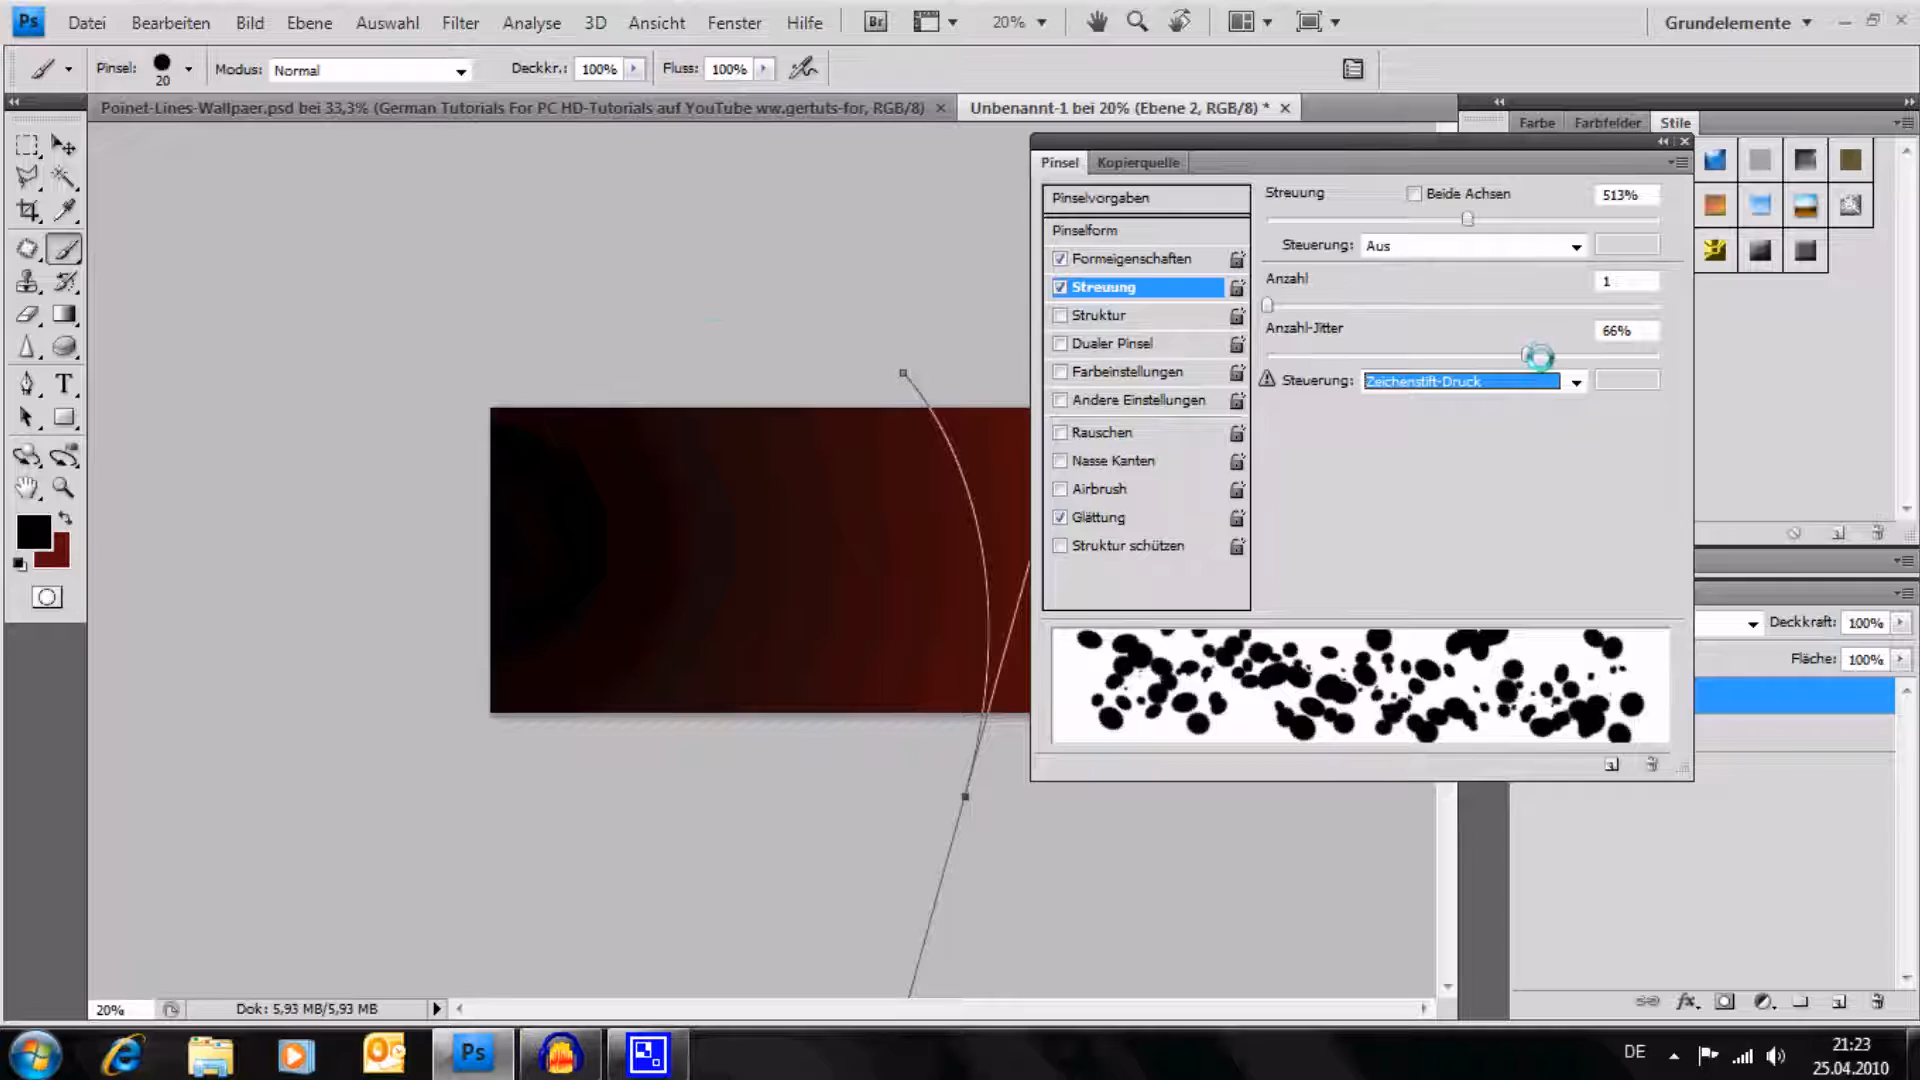 Ps Datei Bearbeiten Bild Ebene Auswahl Filter Analyse 3D Ansicht Fenster Hilfe Br 20% Grundelemente
Pinsel: 20 Modus: Normal Deckkr.: 100% Fluss: 100%
Poinet-Lines-Wallpaer.psd bei 33,3% (German Tutorials For PC HD-Tutorials auf YouTube ww.gertuts-for, RGB/8) Unbenannt-1 bei 20% (Ebene 2, RGB/8) *
Farbe Farbfelder Stile
Pinsel Kopierquelle
Pinselvorgaben
Pinselform
Formeigenschaften
Streuung
Struktur
Dualer Pinsel
Farbeinstellungen
Andere Einstellungen
Rauschen
Nasse Kanten
Airbrush
Glättung
Struktur schützen
Streuung Beide Achsen 513%
Steuerung: Aus
Anzahl 1
Anzahl-Jitter 66%
Steuerung: Zeichenstift-Druck
T
Deckkraft: 100%
Fläche: 100%
fx
20% Dok: 5,93 MB/5,93 MB
Ps
DE
21:23
25.04.2010